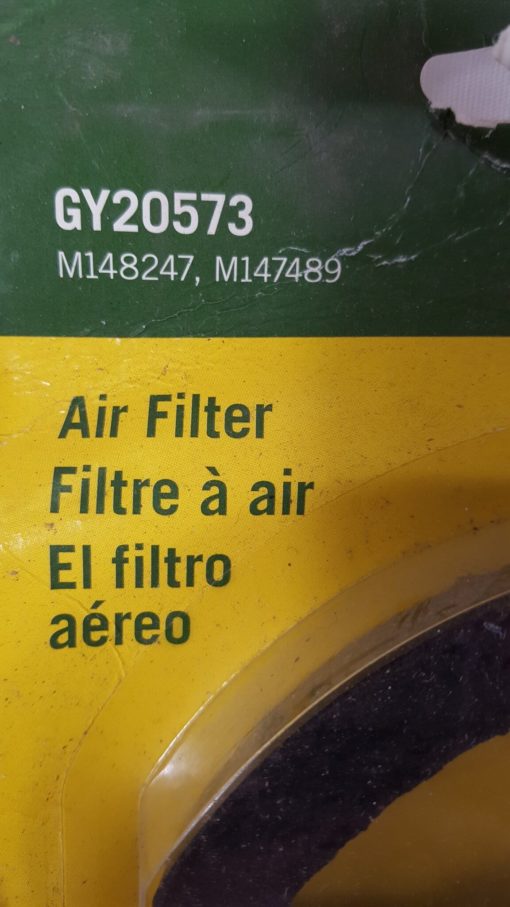 GY20573
M148247, M147489
Air Filter
Filtre à air
El filtro
aéreo